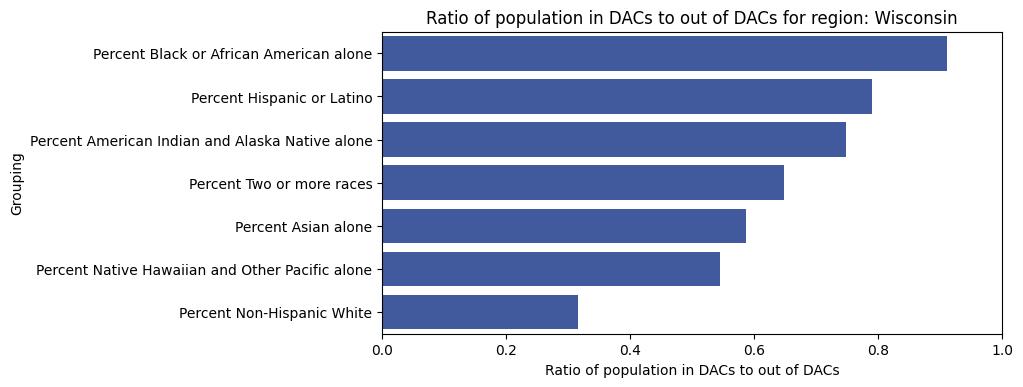 Ratio of population in DACs to out of DACs for region: Wisconsin
Grouping
Percent Black or African American alone
Percent Hispanic or Latino
Percent American Indian and Alaska Native alone
Percent Two or more races
Percent Asian alone
Percent Native Hawaiian and Other Pacific alone
Percent Non-Hispanic White
0.0 0.2 0.4 0.6 0.8 1.0
Ratio of population in DACs to out of DACs